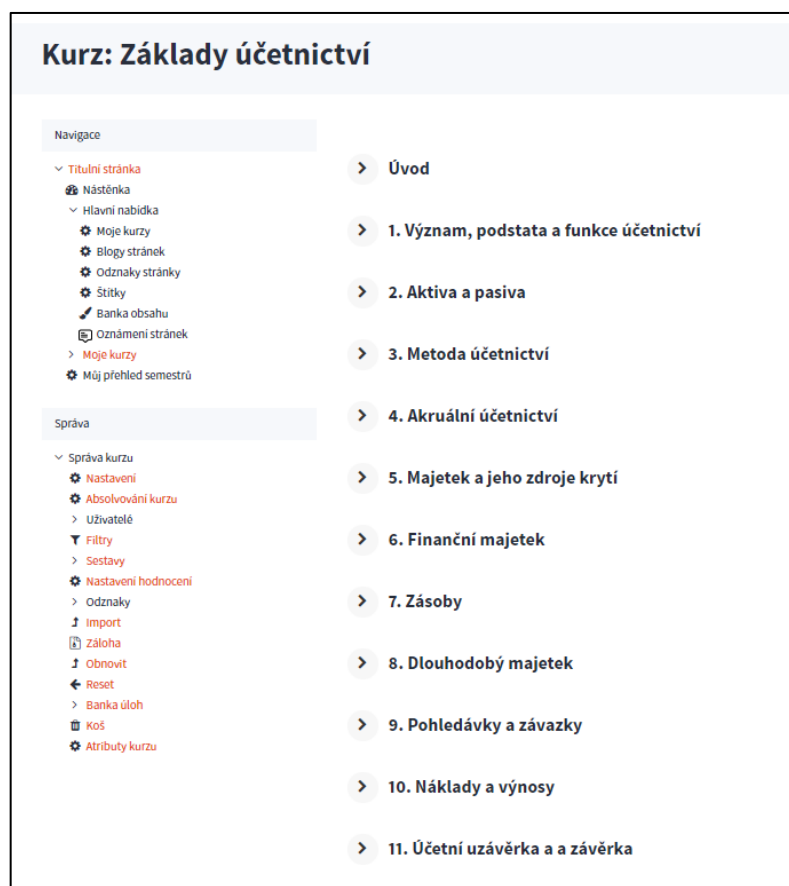 Kurz: Základy účetnictví
Navigace
Titulní stránka
Nástěnka
Hlavní nabídka
Moje kurzy
Blogy stránek
Odznaky stránky
Štítky
Banka obsahu
Oznámení stránek
Moje kurzy
Můj přehled semestrů
Správa
Správa kurzu
Nastavení
Absolvování kurzu
Uživatelé
Filtry
Sestavy
Nastavení hodnocení
Odznaky
Import
Záloha
Obnovit
Reset
Banka úloh
Koš
Atributy kurzu
Úvod
1. Význam, podstata a funkce účetnictví
2. Aktiva a pasiva
3. Metoda účetnictví
4. Akruální účetnictví
5. Majetek a jeho zdroje krytí
6. Finanční majetek
7. Zásoby
8. Dlouhodobý majetek
9. Pohledávky a závazky
10. Náklady a výnosy
11. Účetní uzávěrka a a závěrka